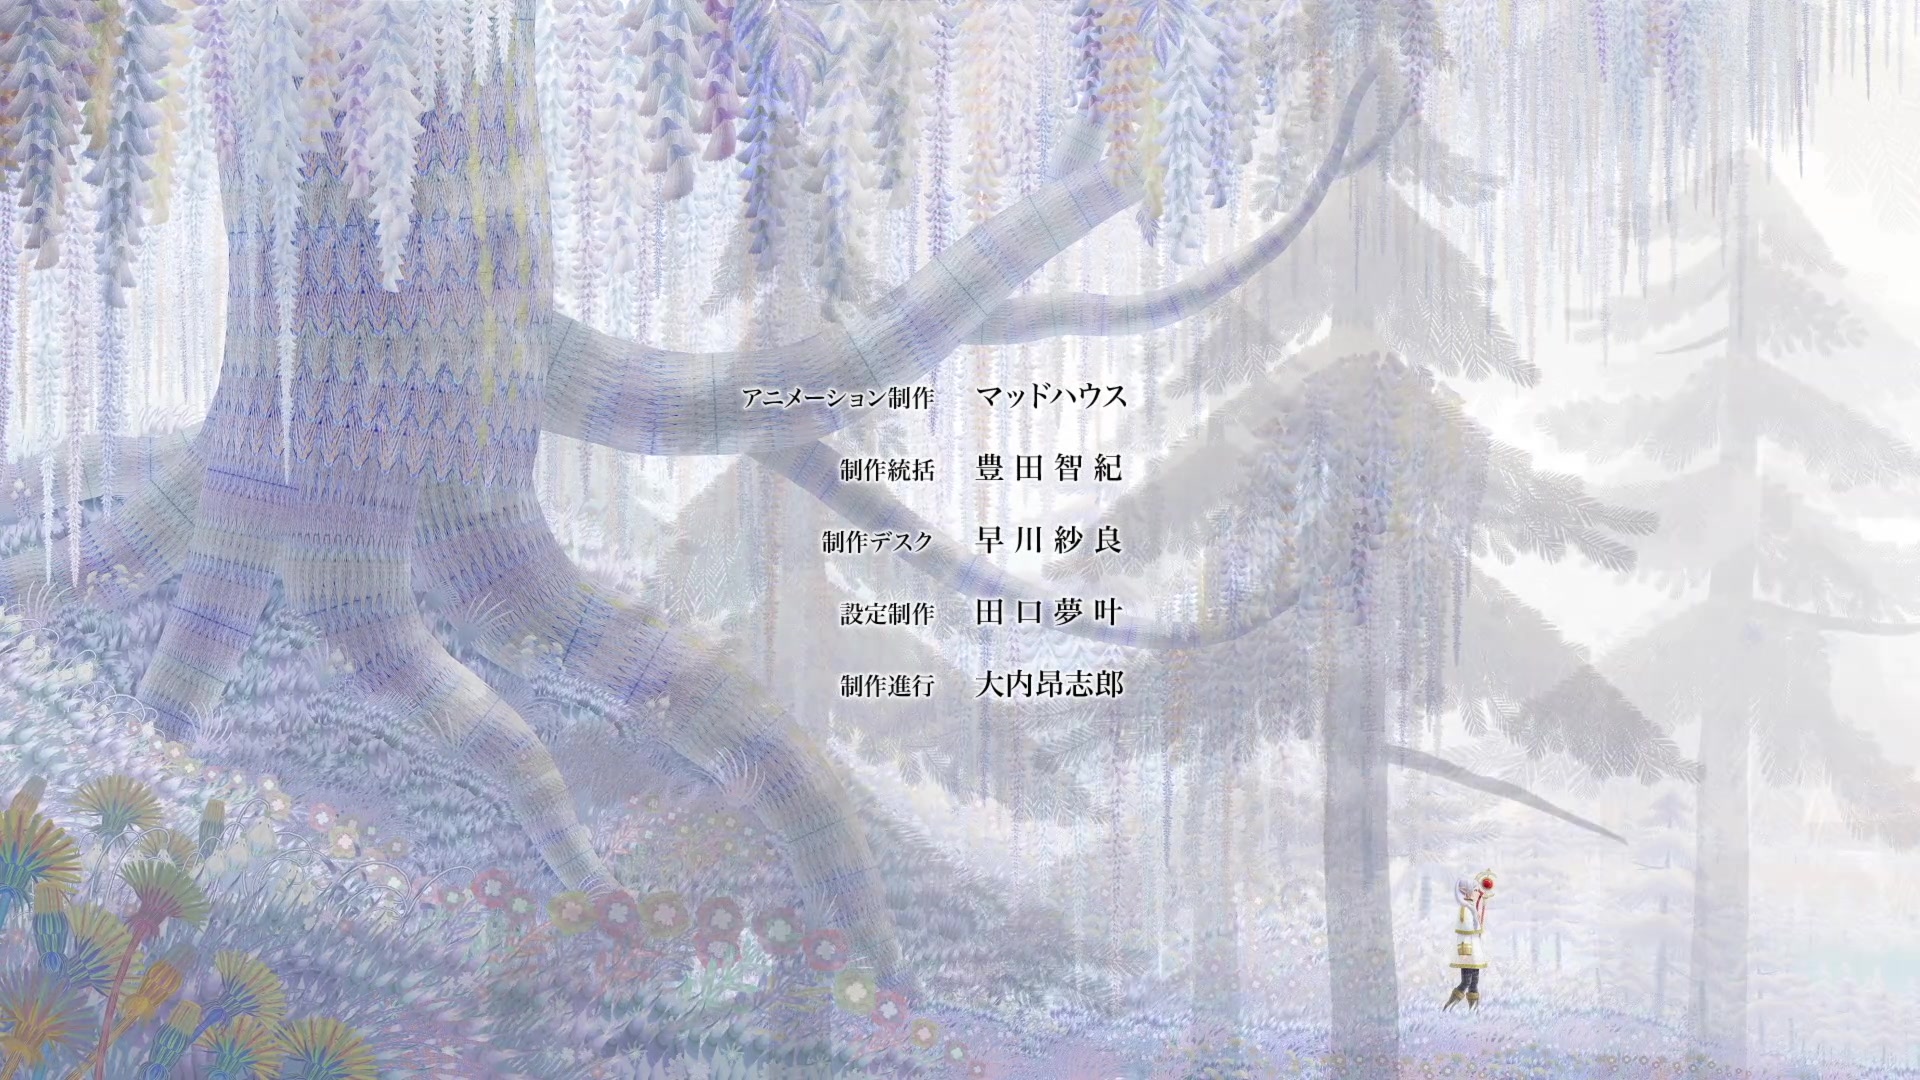 アニメーション制作 マッドハウス
制作統括 豊田智紀
制作デスク 早川紗良
設定制作 田口夢叶
制作進行 大内昂志郎